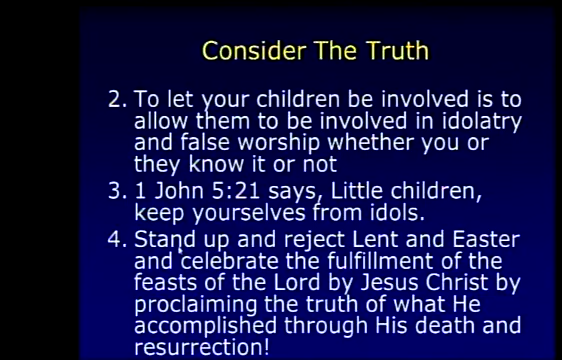 Consider The Truth
2. To let your children be involved is to
allow them to be involved in idolatry
and false worship whether you or
they know it or not
3. 1 John 5:21 says, Little children,
keep yourselves from idols.
4. Stand up and reject Lent and Easter
and celebrate the fulfillment of the
feasts of the Lord by Jesus Christ by
proclaiming the truth of what He
accomplished through His death and
resurrection!